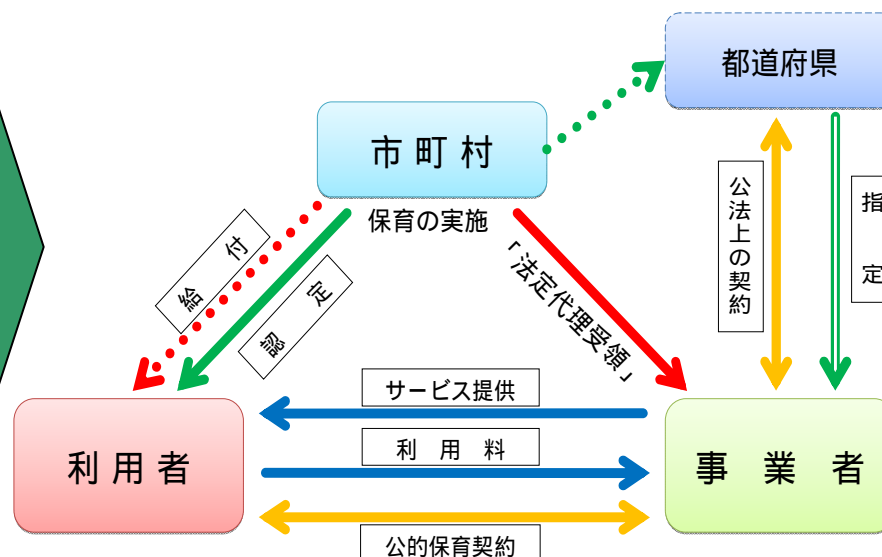 都道府県
市町村
保育の実施
給付
認定
「法定代理受領」
公法上の契約
指定
サービス提供
利用料
利用者
事業者
公的保育契約